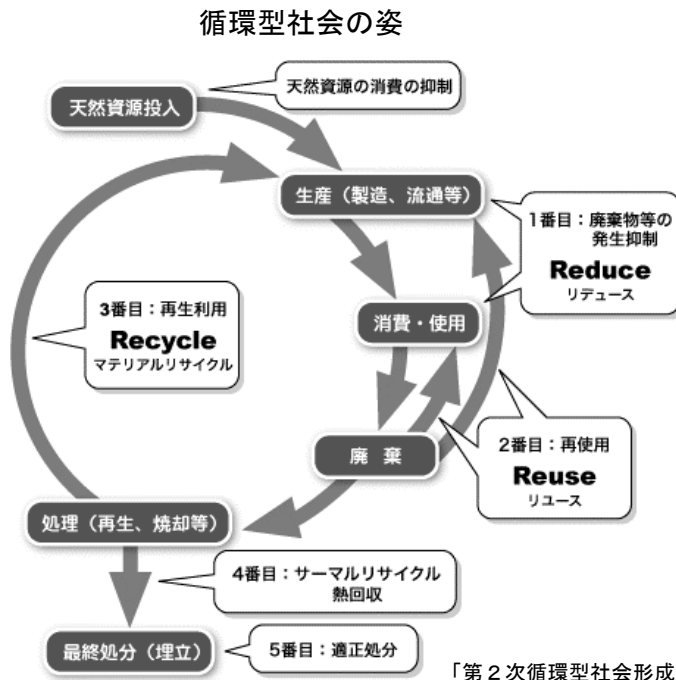 循環型社会の姿
天然資源の消費の抑制
天然資源投入
生産（製造、流通等）
1番目：廃棄物等の
発生抑制
Reduce
リデュース
3番目：再生利用
Recycle
マテリアルリサイクル
消費・使用
廃 棄
2番目：再使用
Reuse
リユース
処理（再生、焼却等）
4番目：サーマルリサイクル
熱回収
最終処分（埋立）
5番目：適正処分
「第２次循環型社会形成